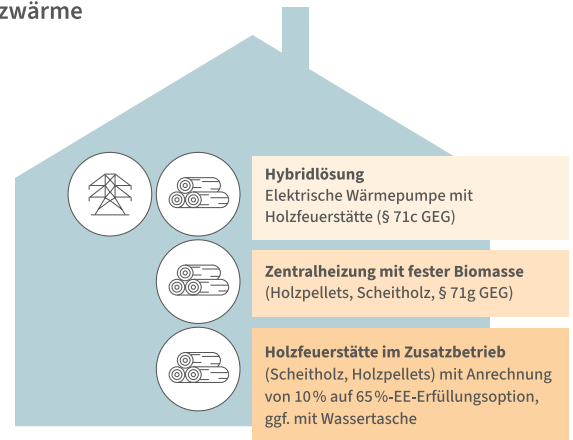 zwärme
Hybridlösung
Elektrische Wärmepumpe mit
Holzfeuerstätte (§ 71c GEG)
Zentralheizung mit fester Biomasse
(Holzpellets, Scheitholz, § 71g GEG)
Holzfeuerstätte im Zusatzbetrieb
(Scheitholz, Holzpellets) mit Anrechnung
von 10 % auf 65 %-EE-Erfüllungsoption,
ggf. mit Wassertasche